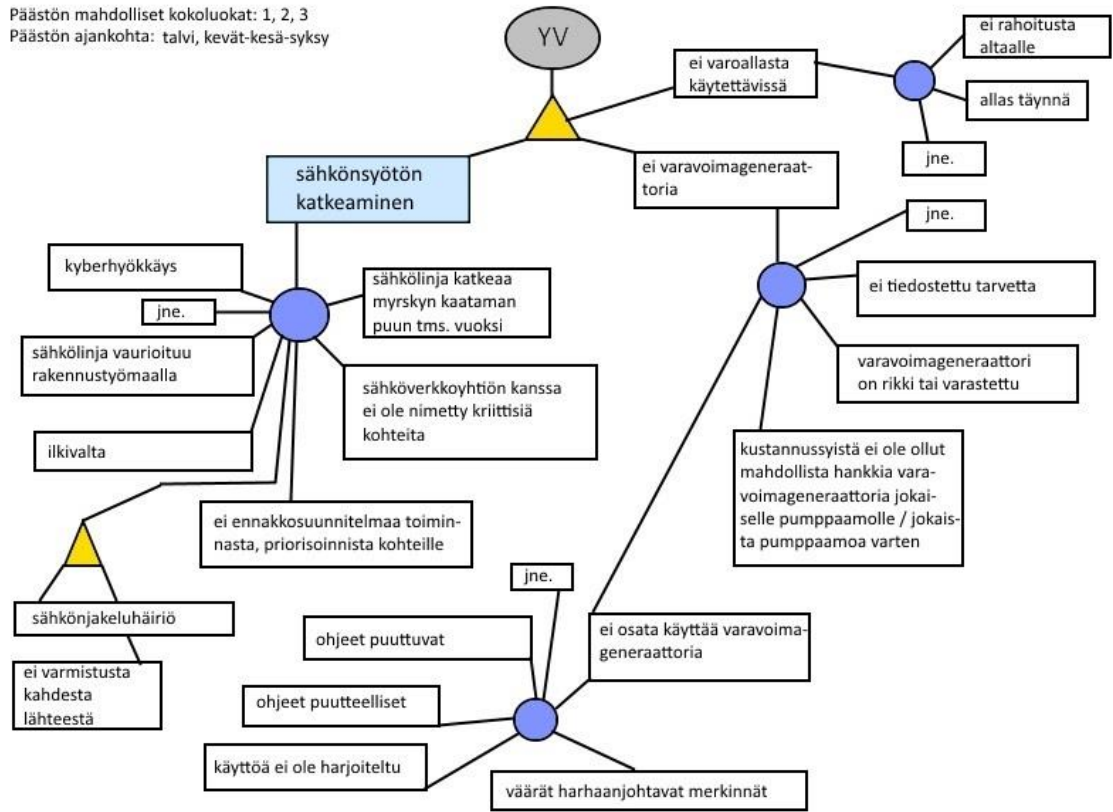 Päästön mahdolliset kokoluokat: 1, 2, 3
Päästön ajankohta: talvi, kevät-kesä-syksy
YV
ei varoallasta
käytettävissä
ei rahoitusta
altaalle
allas täynnä
jne.
sähkönsyötön
katkeaminen
ei varavoimageneraat-
toria
kyberhyökkäys
jne.
sähkölinja vaurioituu
rakennustyömaalla
ilkivalta
sähkölinja katkeaa
myrskyn kaataman
puun tms. vuoksi
sähköverkkoyhtiön kanssa
ei ole nimetty kriittisiä
kohteita
ei ennakkosuunnitelmaa toimin-
nasta, priorisoinnista kohteille
sähkönjakeluhäiriö
ei varmistusta
kahdesta
lähteestä
jne.
ei tiedostettu tarvetta
varavoimageneraattori
on rikki tai varastettu
kustannussyistä ei ole ollut
mahdollista hankkia vara-
voimageneraattoria jokai-
selle pumppaamolle / jokais-
ta pumppaamoa varten
ei osata käyttää varavoima-
generaattoria
jne.
ohjeet puuttuvat
ohjeet puutteelliset
käyttöä ei ole harjoiteltu
väärät harhaanjohtavat merkinnät